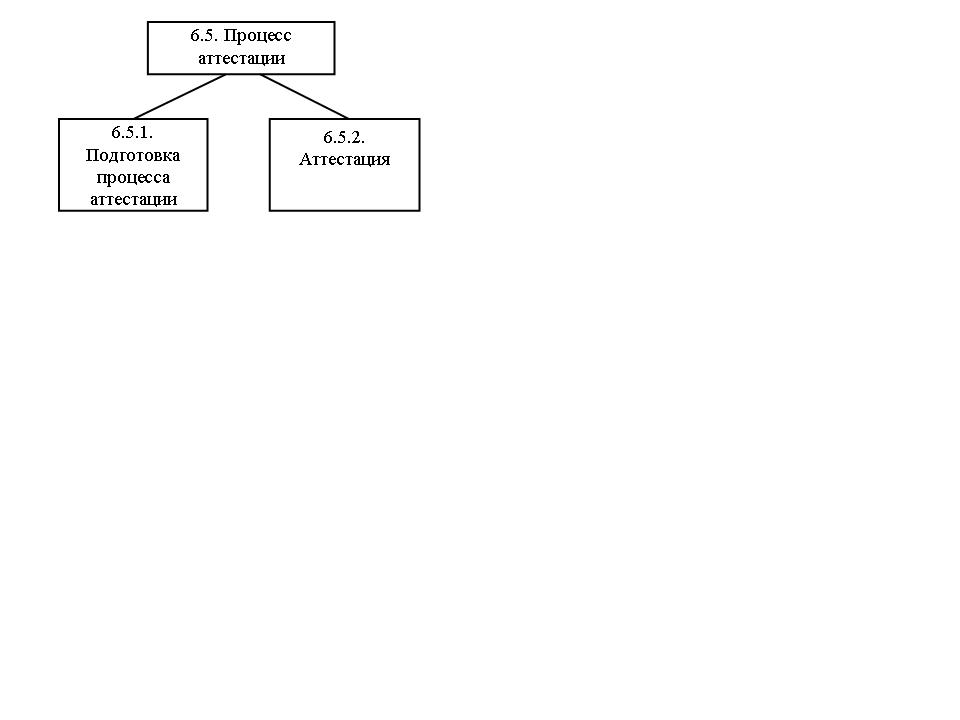 6.5. Процесс
аттестации
6.5.1.
Подготовка
процесса
аттестации
6.5.2.
Аттестация